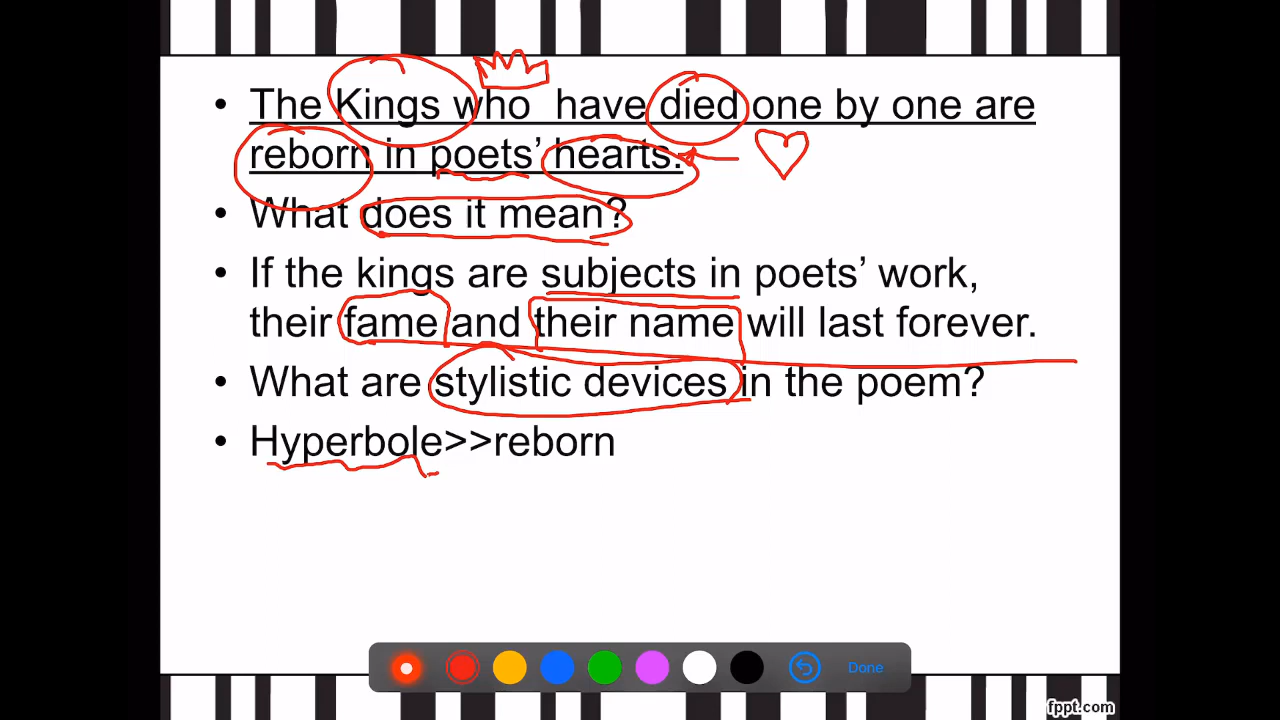 • The Kings who have died one by one are
reborn in poets’ hearts.
• What does it mean?
• If the kings are subjects in poets’ work,
their fame and their name will last forever.
• What are stylistic devices in the poem?
• Hyperbole>>reborn
Done
fppt.com